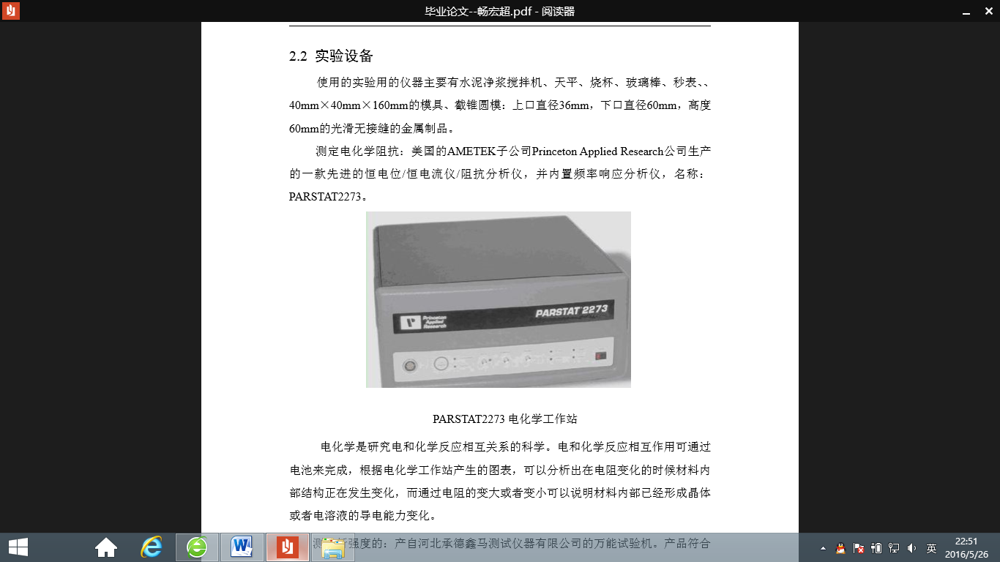 毕业论文--畅宏超.pdf - 阅读器
2.2 实验设备
使用的实验用的仪器主要有水泥净浆搅拌机、天平、烧杯、玻璃棒、秒表、、
40mm×40mm×160mm的模具、截锥圆模：上口直径36mm，下口直径60mm，高度
60mm的光滑无接缝的金属制品。
测定电化学阻抗：美国的AMETEK子公司Princeton Applied Research公司生产
的一款先进的恒电位/恒电流仪/阻抗分析仪，并内置频率响应分析仪，名称：
PARSTAT2273。
PARSTAT 2273
Princeton
Applied
Research
PARSTAT2273 电化学工作站
电化学是研究电和化学反应相互关系的科学。电和化学反应相互作用可通过
电池来完成，根据电化学工作站产生的图表，可以分析出在电阻变化的时候材料内
部结构正在发生变化，而通过电阻的变大或者变小可以说明材料内部已经形成晶体
或者电溶液的导电能力变化。
强度的：产自河北承德鑫马测试仪器有限公司的万能试验机。产品符合
英
22:51
2016/5/26